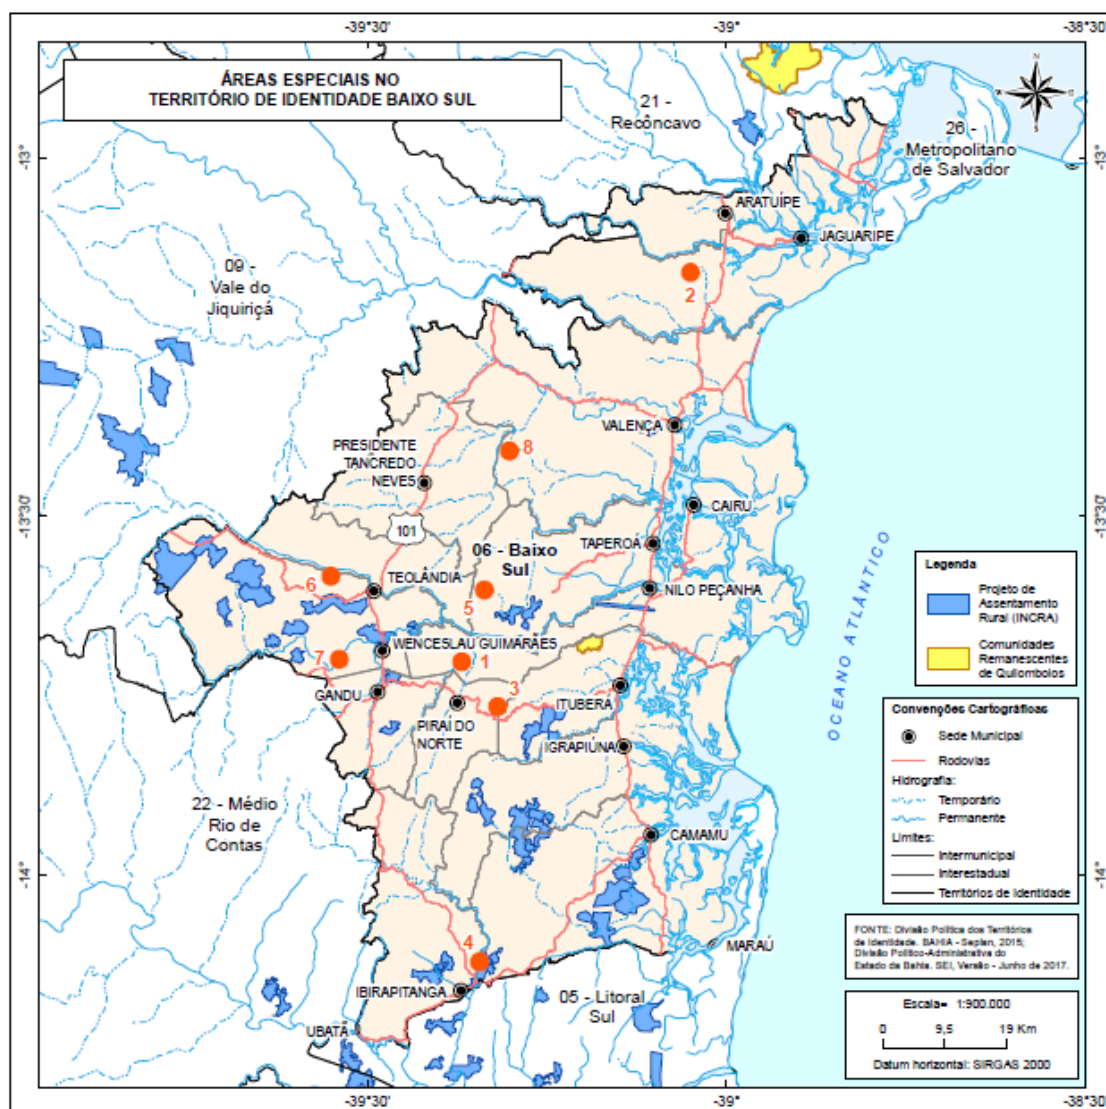 -39°30'
-39°
-38°30'
ÁREAS ESPECIAIS NO
TERRITÓRIO DE IDENTIDADE BAIXO SUL
21 -
Recôncavo
26 -
Metropolitano
de Salvador
N
S
-13°
-13°
ARATUÍPE
JAGUARIPE
2
09 -
Vale do
Jiquiriçá
VALENÇA
PRESIDENTE
TANCREDO
NEVES
8
CAIRU
-13°30'
-13°30'
101
06 - Baixo
Sul
TAPEROÁ
6
TEOLÂNDIA
5
NILO PEÇANHA
WENCESLAU GUIMARÃES
7
1
GANDU
3
ITUBERÁ
PIRAÍ DO
NORTE
IGRAPIÚNA
OCEANO ATLÂNTICO
22 - Médio
Rio de
Contas
CAMAMU
-14°
-14°
4
MARAÚ
IBIRAPITANGA
05 - Litoral
Sul
UBATÃ
Legenda
Projeto de
Assentamento
Rural (INCRA)
Comunidades
Remanescentes
de Quilombolos
Convenções Cartográficas
Sede Municipal
Rodovias
Hidrografia:
Temporário
Permanente
Limites:
Intermunicipal
Interestadual
Territórios de Identidade
FONTE: Divisão Política dos Territórios
de Identidade. BAHIA - Seplan, 2015;
Divisão Político-Administrativa do
Estado da Bahia. SEI, Versão - Junho de 2017.
Escala= 1:900.000
0 9,5 19 Km
Datum horizontal: SIRGAS 2000
-39°30'
-39°
-38°30'